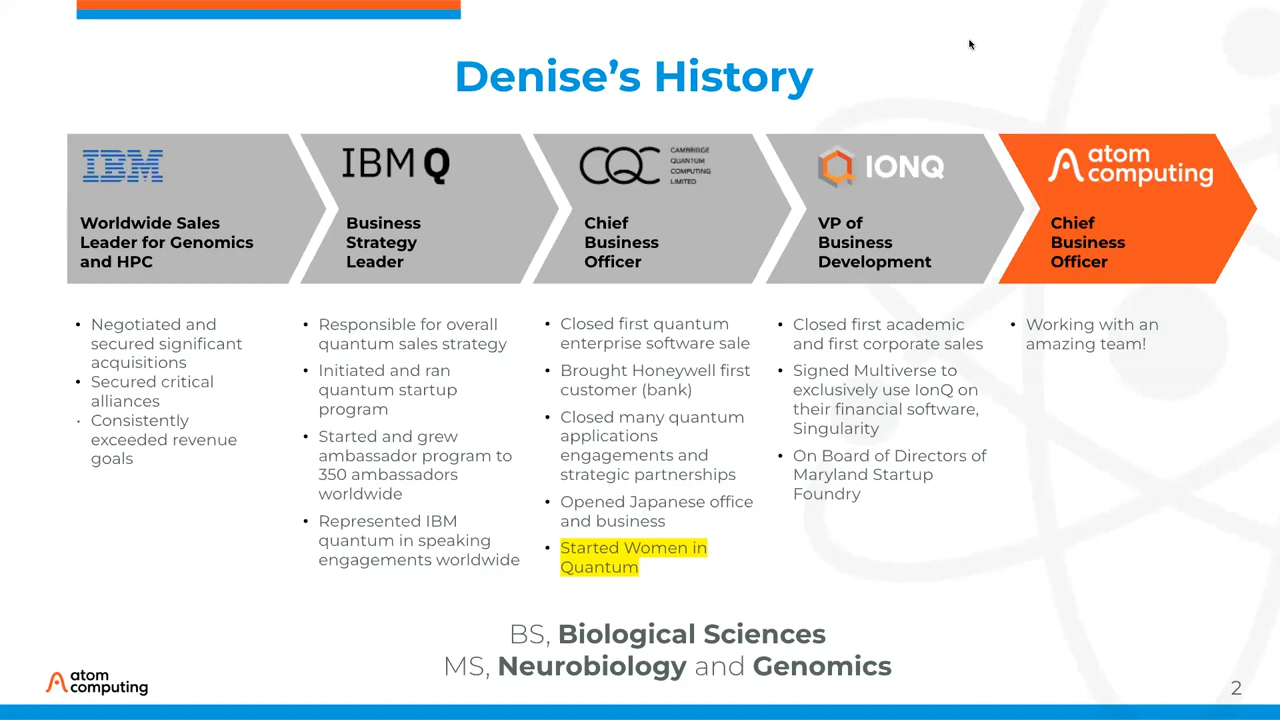 Denise's History
IBM
Worldwide Sales
Leader for Genomics
and HPC
IBM Q
Business
Strategy
Leader
CQC
CAMBRIDGE
QUANTUM
COMPUTING
LIMITED
Chief
Business
Officer
IONQ
VP of
Business
Development
atom
computing
Chief
Business
Officer
• Negotiated and
secured significant
acquisitions
• Secured critical
alliances
• Consistently
exceeded revenue
goals
• Responsible for overall
quantum sales strategy
• Initiated and ran
quantum startup
program
• Started and grew
ambassador program to
350 ambassadors
worldwide
• Represented IBM
quantum in speaking
engagements worldwide
• Closed first quantum
enterprise software sale
• Brought Honeywell first
customer (bank)
• Closed many quantum
applications
engagements and
strategic partnerships
• Opened Japanese office
and business
• Started Women in
Quantum
• Closed first academic
and first corporate sales
• Signed Multiverse to
exclusively use IonQ on
their financial software,
Singularity
• On Board of Directors of
Maryland Startup
Foundry
• Working with an
amazing team!
BS, Biological Sciences
MS, Neurobiology and Genomics
atom
computing
2